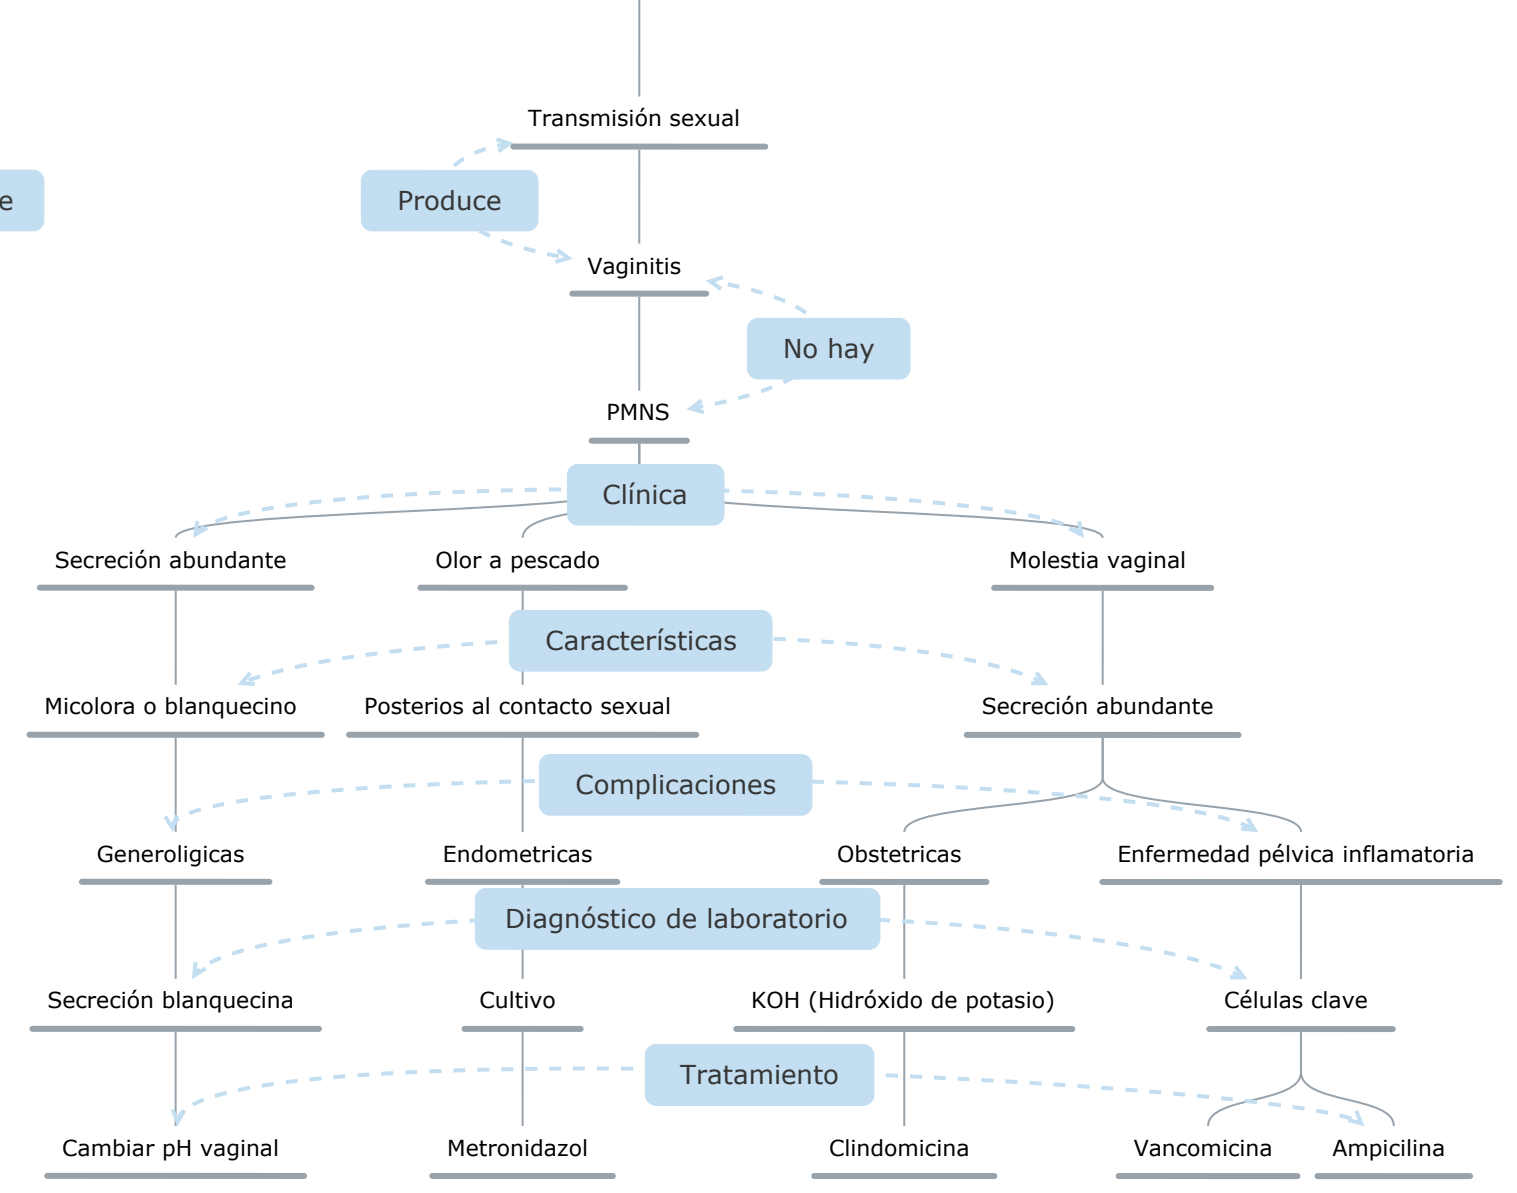 Transmisión sexual
e
Produce
Vaginitis
No hay
PMNS
Clínica
Secreción abundante
Olor a pescado
Molestia vaginal
Características
Micolora o blanquecino
Posterios al contacto sexual
Secreción abundante
Complicaciones
Generoligicas
Endometricas
Obstetricas
Enfermedad pélvica inflamatoria
Diagnóstico de laboratorio
Secreción blanquecina
Cultivo
KOH (Hidróxido de potasio)
Células clave
Tratamiento
Cambiar pH vaginal
Metronidazol
Clindomicina
Vancomicina
Ampicilina